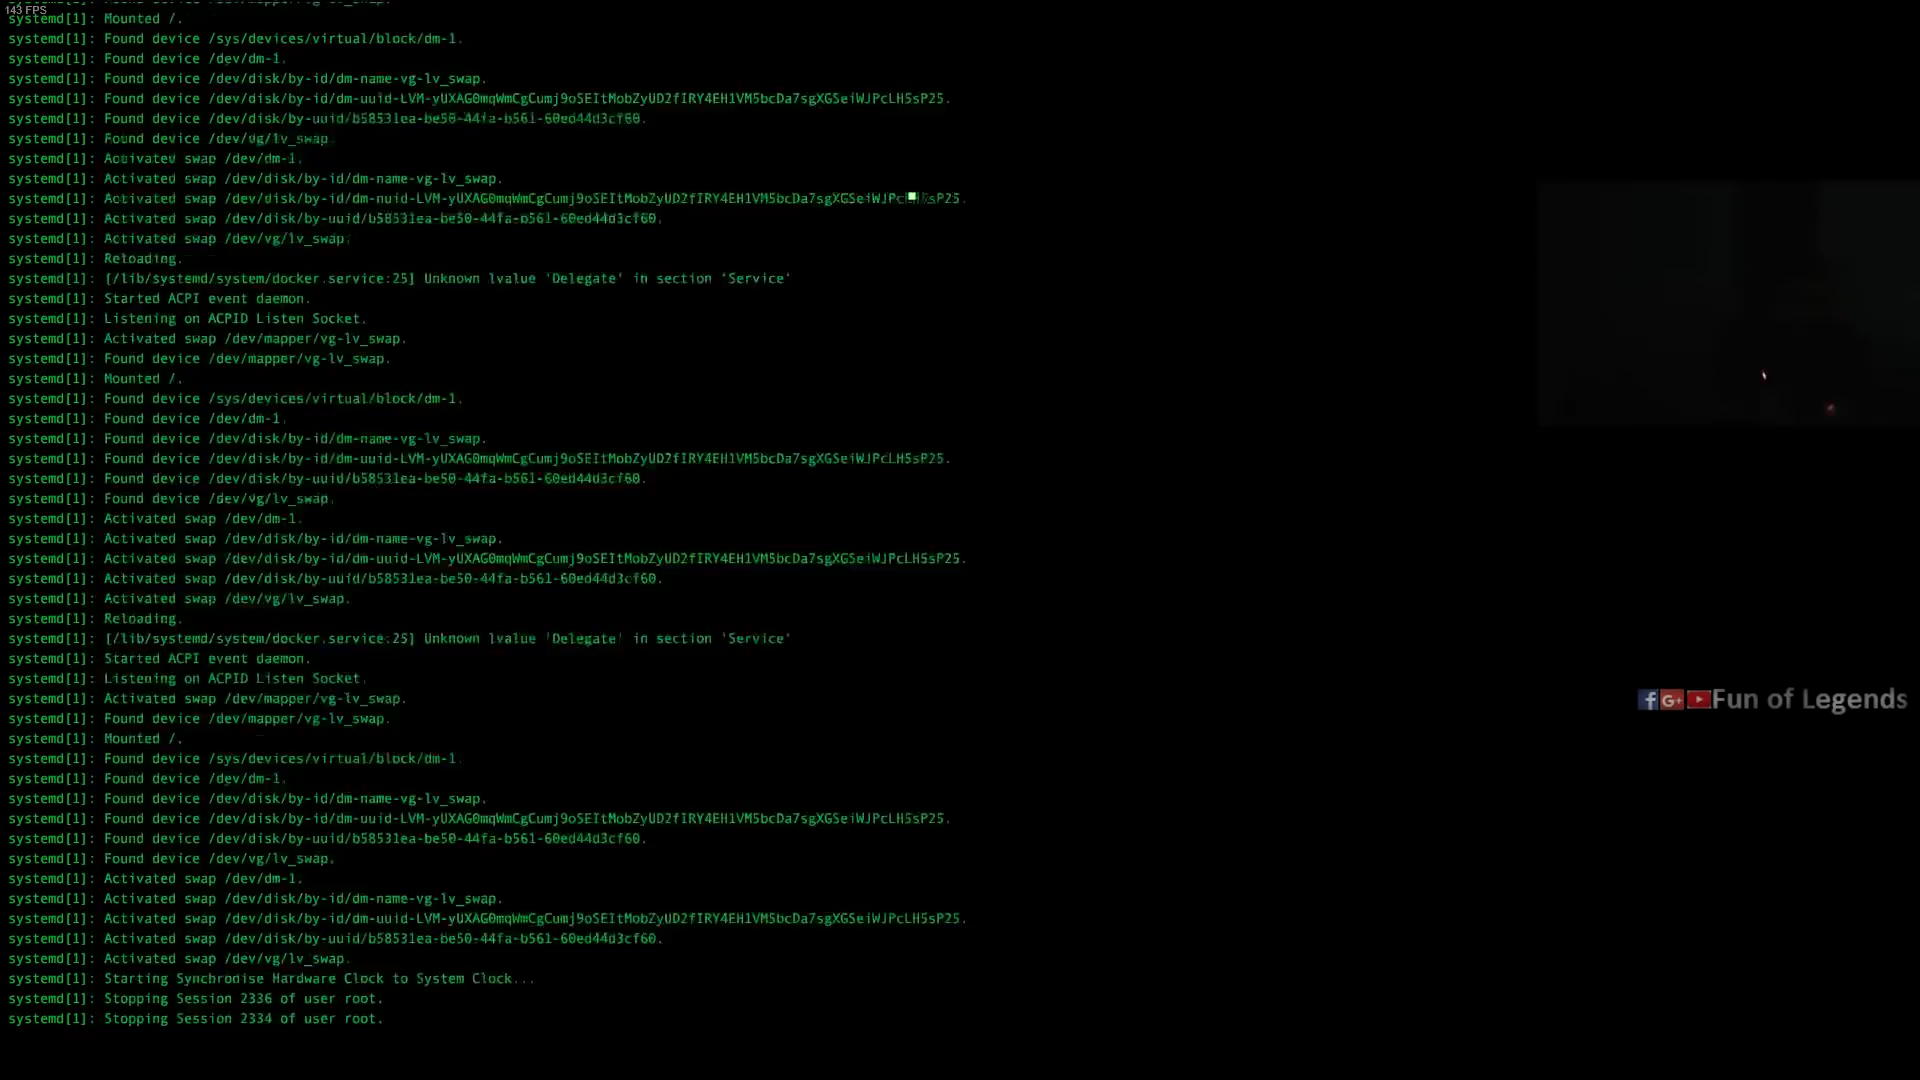 143 FPS
systemd[1]: Mounted /.
systemd[1]: Found device /sys/devices/virtual/block/dm-1.
systemd[1]: Found device /dev/dm-1.
systemd[1]: Found device /dev/disk/by-id/dm-name-vg-lv_swap.
systemd[1]: Found device /dev/disk/by-id/dm-uuid-LVM-yUXAG0mqWmCgCumj9oSEItMobZyUD2fIRY4EH1VM5bcDa7sgXGSeiWJPcLH5sP25.
systemd[1]: Found device /dev/disk/by-uuid/b58531ea-be50-44fa-b561-60ed44d3cf60.
systemd[1]: Found device /dev/vg/lv_swap.
systemd[1]: Activated swap /dev/dm-1.
systemd[1]: Activated swap /dev/disk/by-id/dm-name-vg-lv_swap.
systemd[1]: Activated swap /dev/disk/by-id/dm-uuid-LVM-yUXAG0mqWmCgCumj9oSEItMobZyUD2fIRY4EH1VM5bcDa7sgXGSeiWJPcLH5sP25.
systemd[1]: Activated swap /dev/disk/by-uuid/b58531ea-be50-44fa-b561-60ed44d3cf60.
systemd[1]: Activated swap /dev/vg/lv_swap.
systemd[1]: Reloading.
systemd[1]: [/lib/systemd/system/docker.service:25] Unknown lvalue 'Delegate' in section 'Service'
systemd[1]: Started ACPI event daemon.
systemd[1]: Listening on ACPID Listen Socket.
systemd[1]: Activated swap /dev/mapper/vg-lv_swap.
systemd[1]: Found device /dev/mapper/vg-lv_swap.
systemd[1]: Mounted /.
systemd[1]: Found device /sys/devices/virtual/block/dm-1.
systemd[1]: Found device /dev/dm-1.
systemd[1]: Found device /dev/disk/by-id/dm-name-vg-lv_swap.
systemd[1]: Found device /dev/disk/by-id/dm-uuid-LVM-yUXAG0mqWmCgCumj9oSEItMobZyUD2fIRY4EH1VM5bcDa7sgXGSeiWJPcLH5sP25.
systemd[1]: Found device /dev/disk/by-uuid/b58531ea-be50-44fa-b561-60ed44d3cf60.
systemd[1]: Found device /dev/vg/lv_swap.
systemd[1]: Activated swap /dev/dm-1.
systemd[1]: Activated swap /dev/disk/by-id/dm-name-vg-lv_swap.
systemd[1]: Activated swap /dev/disk/by-id/dm-uuid-LVM-yUXAG0mqWmCgCumj9oSEItMobZyUD2fIRY4EH1VM5bcDa7sgXGSeiWJPcLH5sP25.
systemd[1]: Activated swap /dev/disk/by-uuid/b58531ea-be50-44fa-b561-60ed44d3cf60.
systemd[1]: Activated swap /dev/vg/lv_swap.
systemd[1]: Reloading.
systemd[1]: [/lib/systemd/system/docker.service:25] Unknown lvalue 'Delegate' in section 'Service'
systemd[1]: Started ACPI event daemon.
systemd[1]: Listening on ACPID Listen Socket.
systemd[1]: Activated swap /dev/mapper/vg-lv_swap.
systemd[1]: Found device /dev/mapper/vg-lv_swap.
systemd[1]: Mounted /.
systemd[1]: Found device /sys/devices/virtual/block/dm-1.
systemd[1]: Found device /dev/dm-1.
systemd[1]: Found device /dev/disk/by-id/dm-name-vg-lv_swap.
systemd[1]: Found device /dev/disk/by-id/dm-uuid-LVM-yUXAG0mqWmCgCumj9oSEItMobZyUD2fIRY4EH1VM5bcDa7sgXGSeiWJPcLH5sP25.
systemd[1]: Found device /dev/disk/by-uuid/b58531ea-be50-44fa-b561-60ed44d3cf60.
systemd[1]: Found device /dev/vg/lv_swap.
systemd[1]: Activated swap /dev/dm-1.
systemd[1]: Activated swap /dev/disk/by-id/dm-name-vg-lv_swap.
systemd[1]: Activated swap /dev/disk/by-id/dm-uuid-LVM-yUXAG0mqWmCgCumj9oSEItMobZyUD2fIRY4EH1VM5bcDa7sgXGSeiWJPcLH5sP25.
systemd[1]: Activated swap /dev/disk/by-uuid/b58531ea-be50-44fa-b561-60ed44d3cf60.
systemd[1]: Activated swap /dev/vg/lv_swap.
systemd[1]: Starting Synchronise Hardware Clock to System Clock...
systemd[1]: Stopping Session 2336 of user root.
systemd[1]: Stopping Session 2334 of user root.
f G+ Fun of Legends